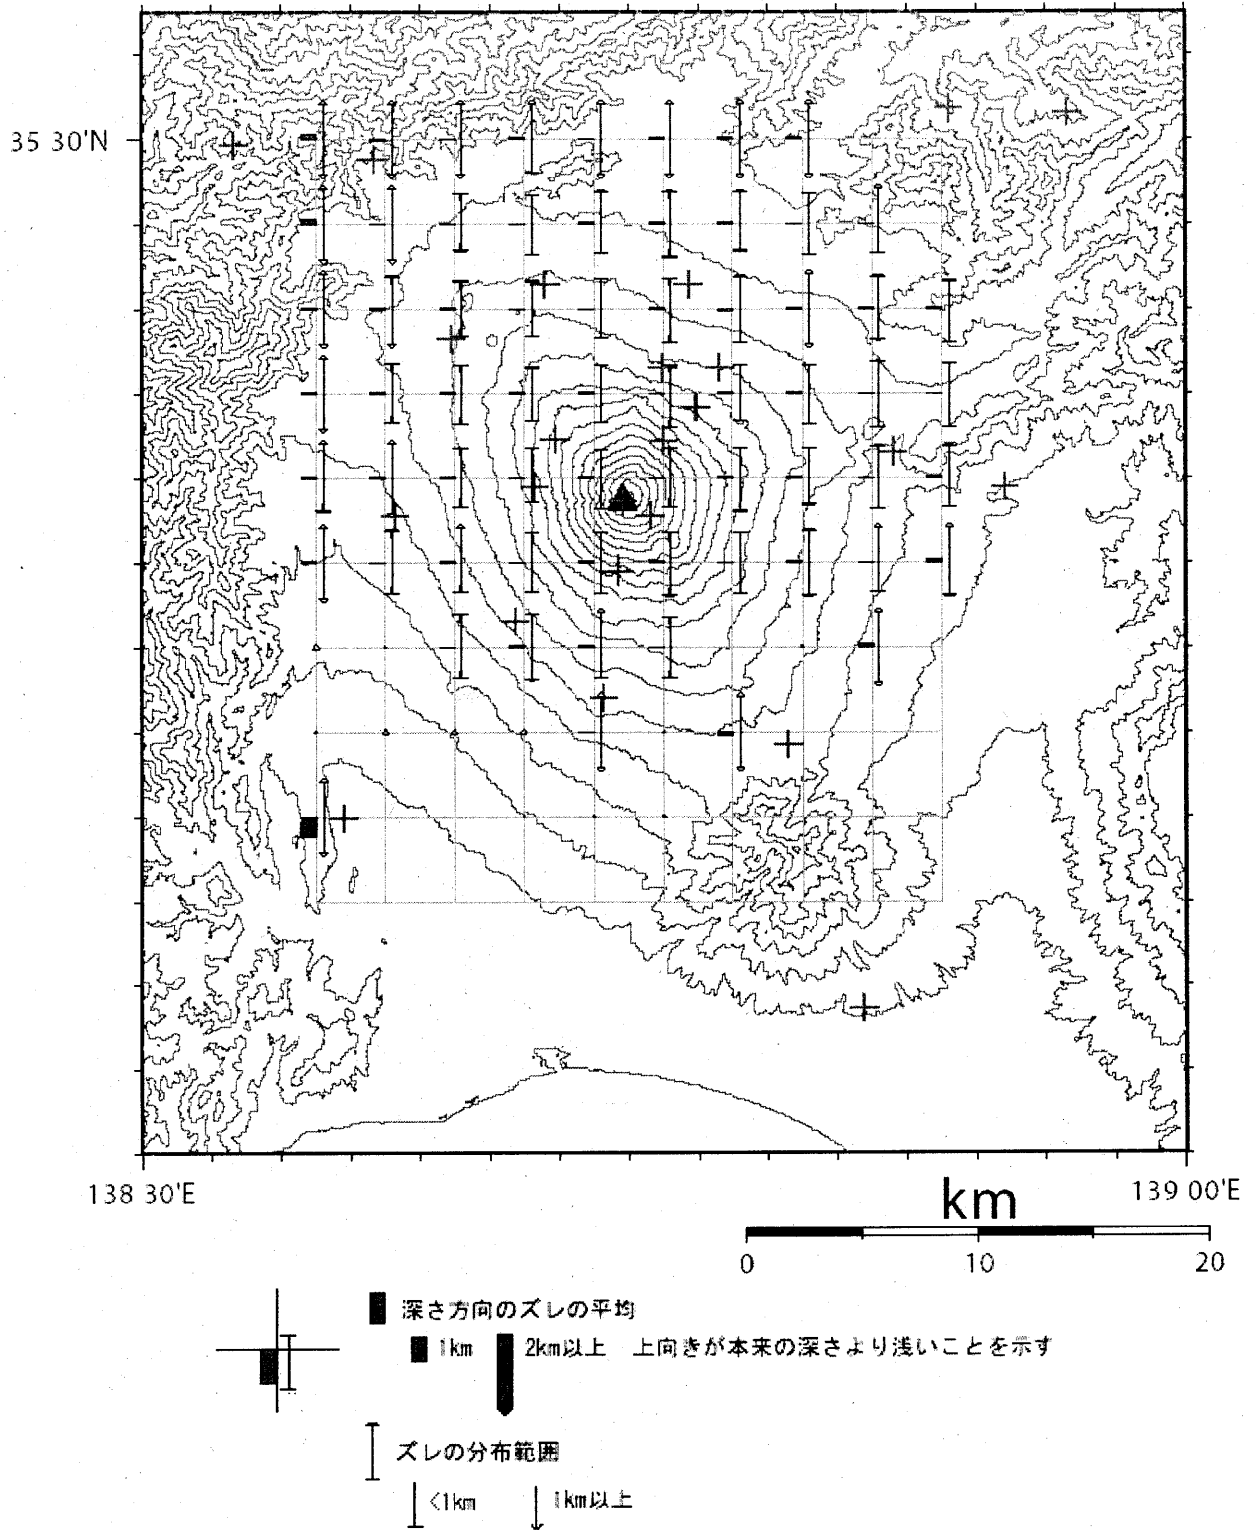 35 30'N
138 30'E
139 00'E
km
0 10 20
深さ方向のズレの平均
1km 2km以上 上向きが本来の深さより浅いことを示す
ズレの分布範囲
<1km 1km以上